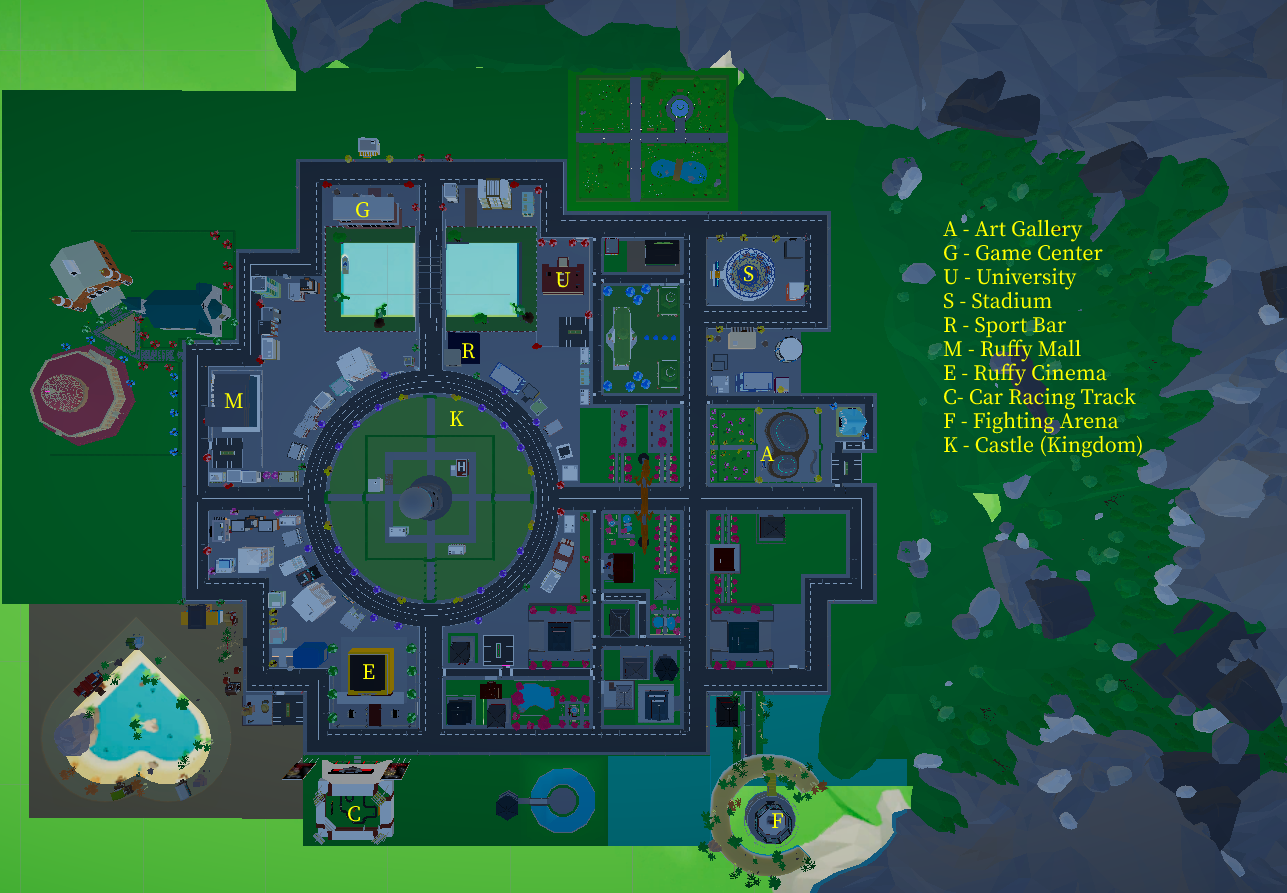 G
S
U
R
M
K
A
E
C
F
A - Art Gallery
G - Game Center
U - University
S - Stadium
R - Sport Bar
M - Ruffy Mall
E - Ruffy Cinema
C- Car Racing Track
F - Fighting Arena
K - Castle (Kingdom)